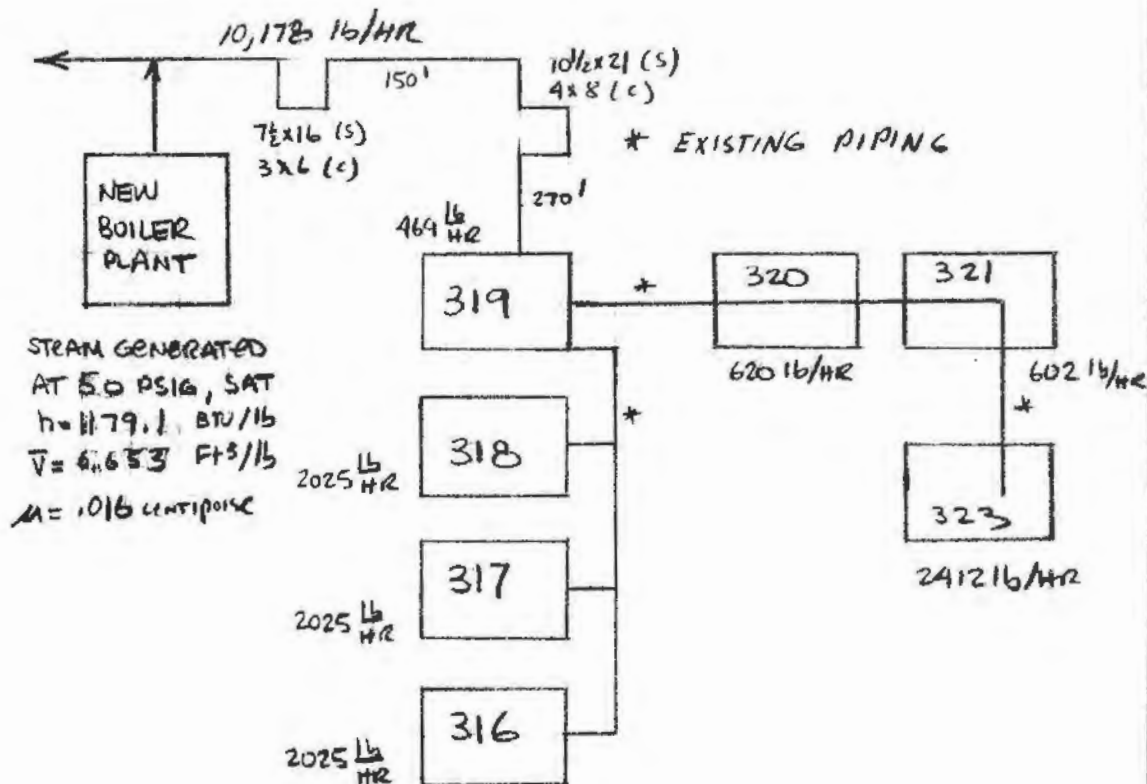 10,178 lb/HR
150'
10½x21 (S)
4x8 (C)
7½x16 (S)
3x6 (C)
* EXISTING PIPING
NEW
BOILER
PLANT
270'
469 lb/HR
319
*
320
321
620 lb/HR
602 lb/HR
STEAM GENERATED
AT 50 PSIG, SAT
h=1179.1 BTU/lb
V̄=6.653 Ft³/lb
μ=.016 centipoise
*
*
318
2025 lb/HR
323
2412 lb/HR
317
2025 lb/HR
316
2025 lb/HR